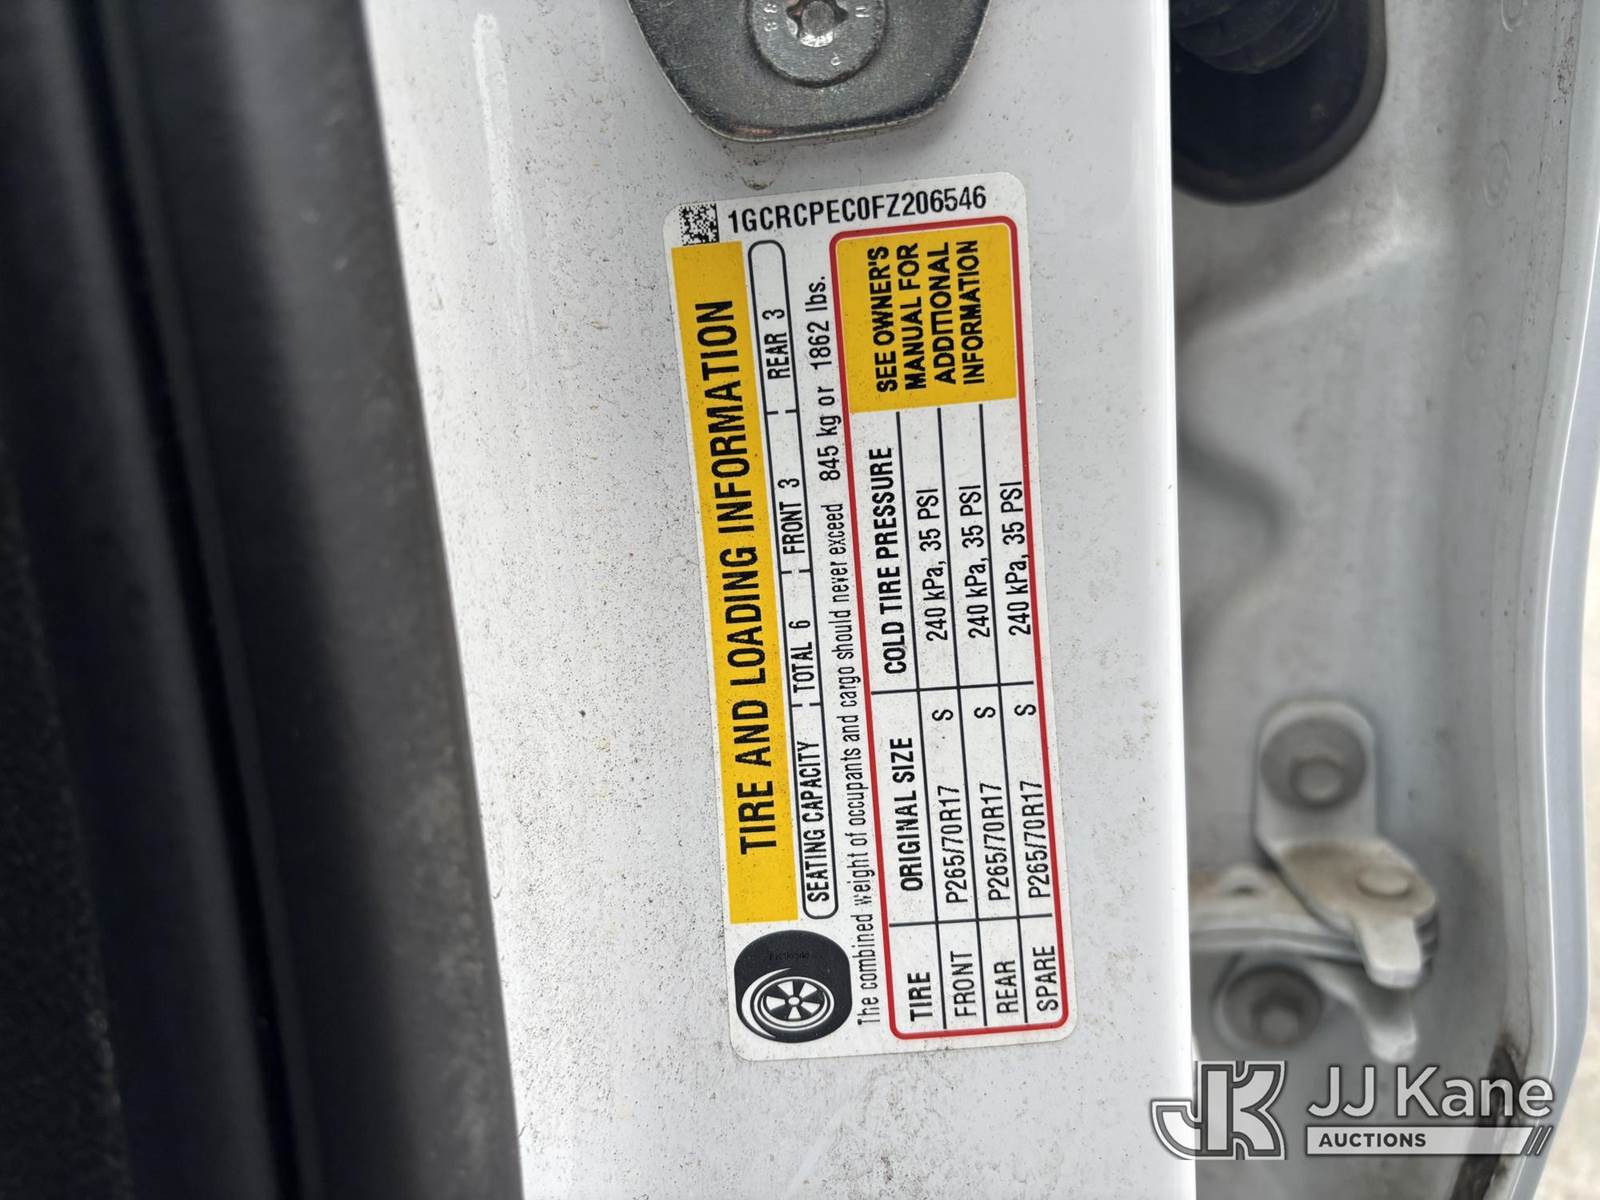 1GCRCPEC0FZ206546
TIRE AND LOADING INFORMATION
SEATING CAPACITY TOTAL 6 FRONT 3 REAR 3
The combined weight of occupants and cargo should never exceed 845 kg or 1862 lbs.
TIRE ORIGINAL SIZE COLD TIRE PRESSURE
FRONT P265/70R17 S 240 kPa, 35 PSI
REAR P265/70R17 S 240 kPa, 35 PSI
SPARE P265/70R17 S 240 kPa, 35 PSI
SEE OWNER'S
MANUAL FOR
ADDITIONAL
INFORMATION
JK JJ Kane
AUCTIONS